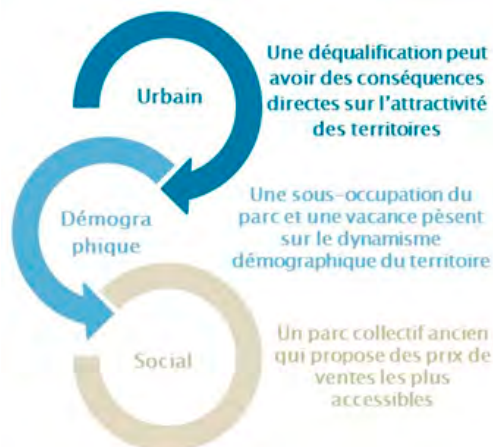 Urbain
Une déqualification peut
avoir des conséquences
directes sur l'attractivité
des territoires
Démogra
phique
Une sous-occupation du
parc et une vacance pèsent
sur le dynamisme
démographique du territoire
Social
Un parc collectif ancien
qui propose des prix de
ventes les plus
accessibles